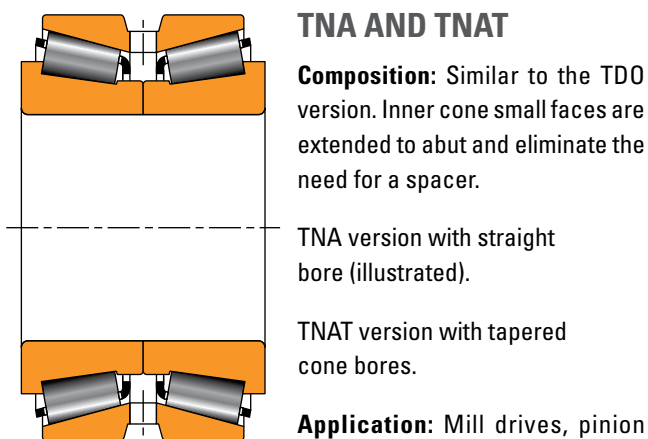 TNA AND TNAT
Composition: Similar to the TDO
version. Inner cone small faces are
extended to abut and eliminate the
need for a spacer.
TNA version with straight
bore (illustrated).
TNAT version with tapered
cone bores.
Application: Mill drives, pinion